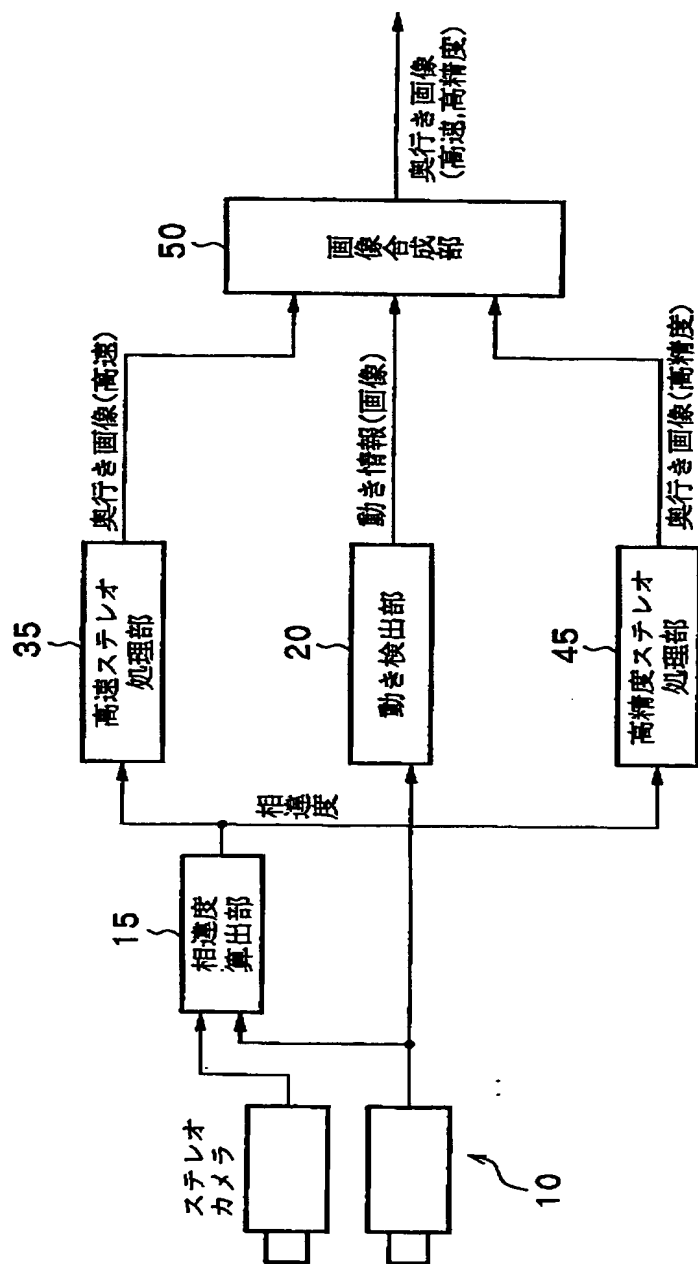 ステレオ
カメラ
10
15
相違度
算出部
相違度
35
高速ステレオ
処理部
奥行き画像(高速)
20
動き検出部
動き情報(画像)
45
高精度ステレオ
処理部
奥行き画像(高精度)
50
画像合成部
奥行き画像
(高速,高精度)